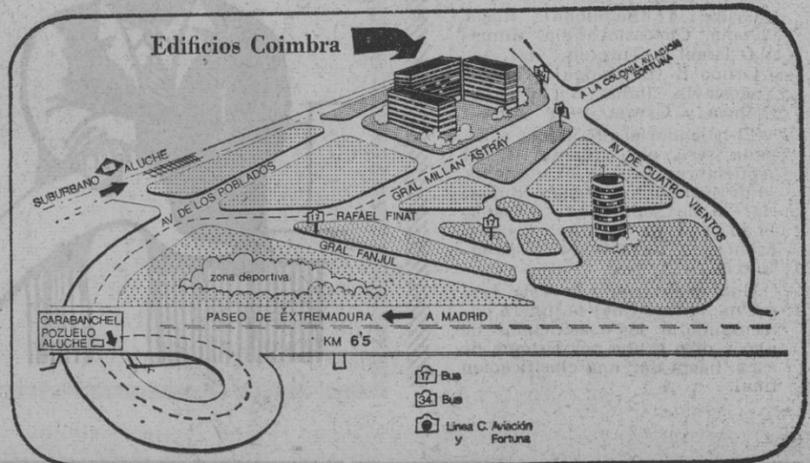 Edificios Coimbra
A LA COLONIA AVIACION
FORTUNA
SUBURBANO ALUCHE
AV DE LOS POBLADOS
GRAL MILLAN ASTRAY
AV DE CUATRO VIENTOS
17 RAFAEL FINAT
GRAL FANJUL
zona deportiva
CARABANCHEL
POZUELO
ALUCHE
PASEO DE EXTREMADURA A MADRID
KM 6'5
17 Bus
34 Bus
Linea C. Aviación
y Fortuna